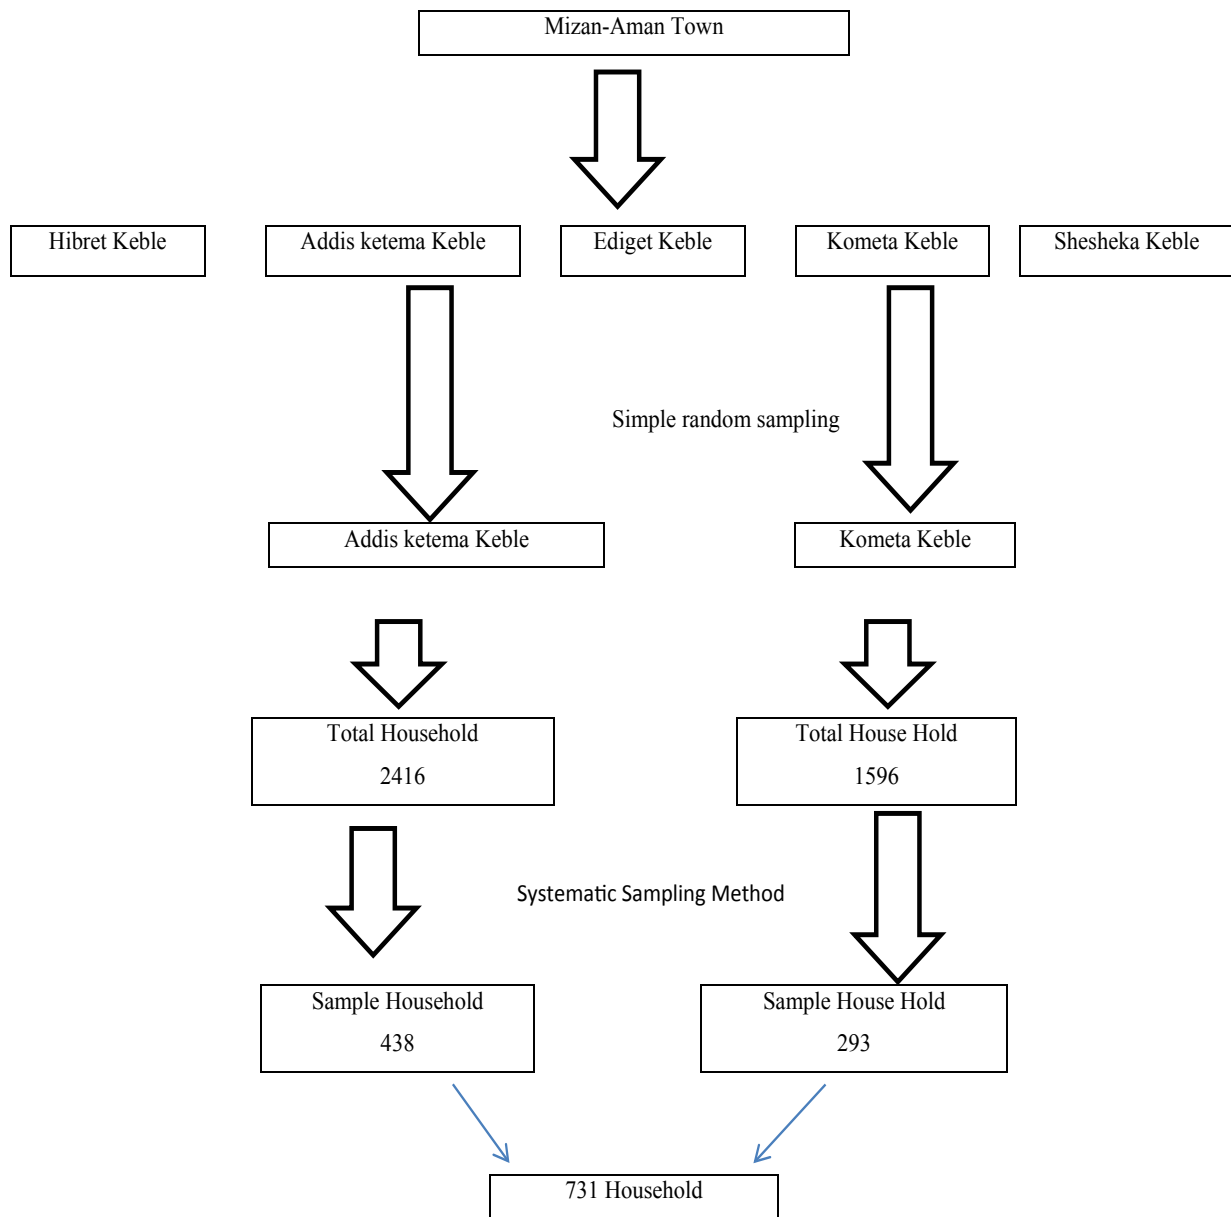 Mizan-Aman Town
Hibret Keble
Addis ketema Keble
Ediget Keble
Kometa Keble
Shesheka Keble
Simple random sampling
Addis ketema Keble
Kometa Keble
Total Household
2416
Total House Hold
1596
Systematic Sampling Method
Sample Household
438
Sample House Hold
293
731 Household